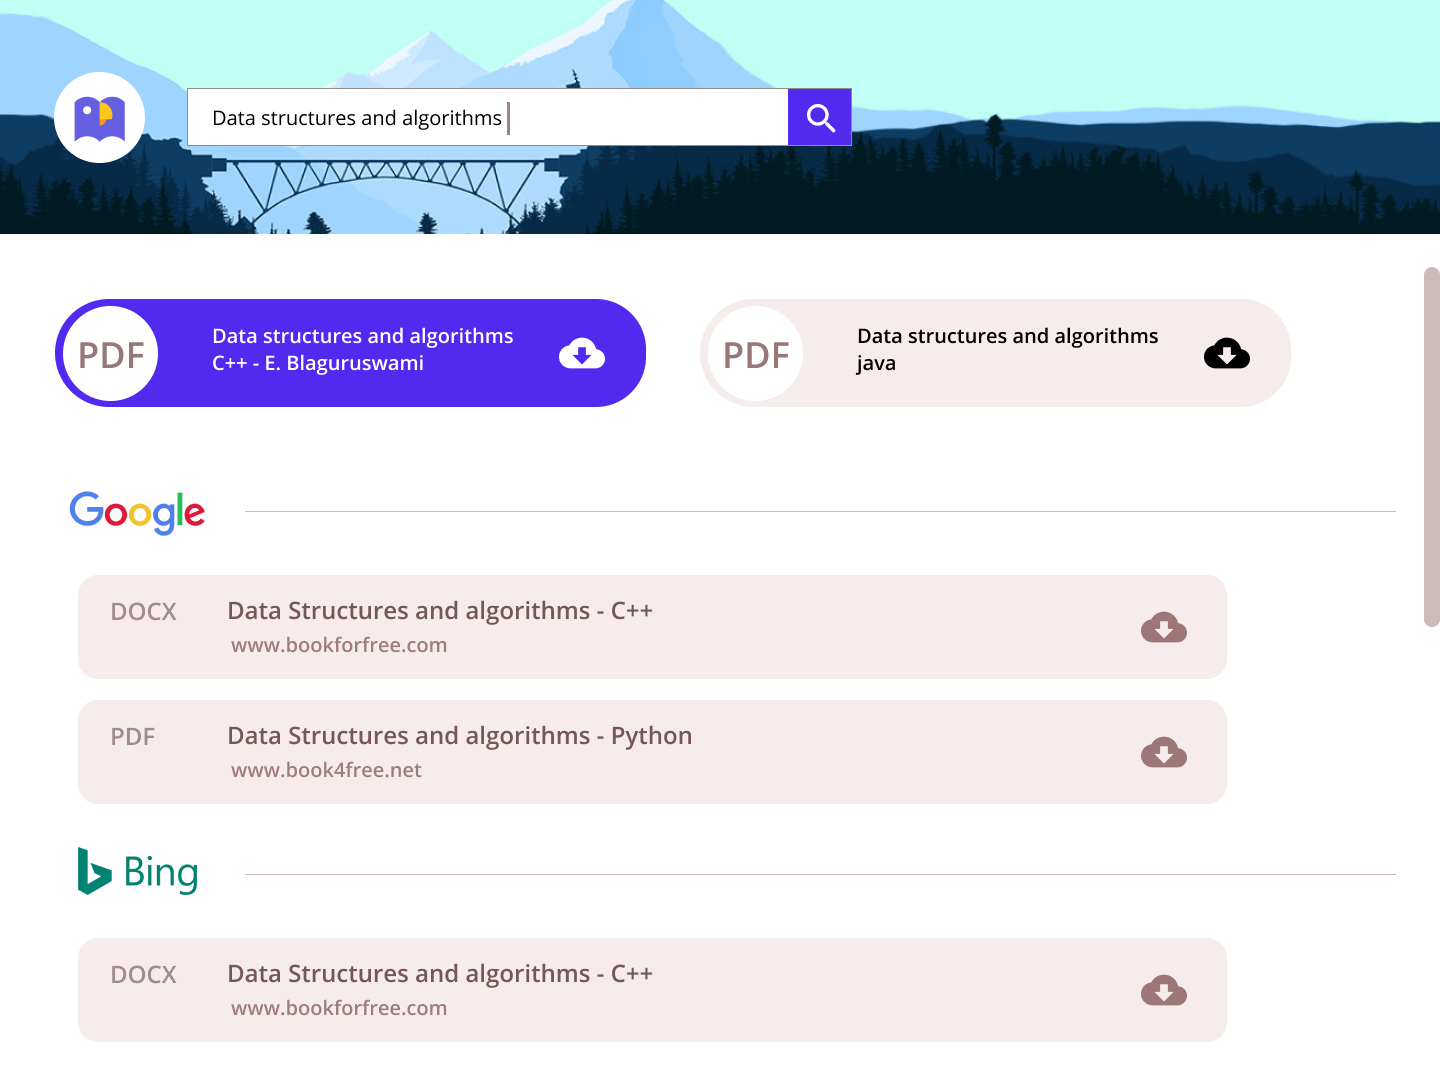 Data structures and algorithms
PDF
Data structures and algorithms
C++ - E. Blaguruswami
PDF
Data structures and algorithms
java
Google
DOCX
Data Structures and algorithms - C++
www.bookforfree.com
PDF
Data Structures and algorithms - Python
www.book4free.net
Bing
DOCX
Data Structures and algorithms - C++
www.bookforfree.com